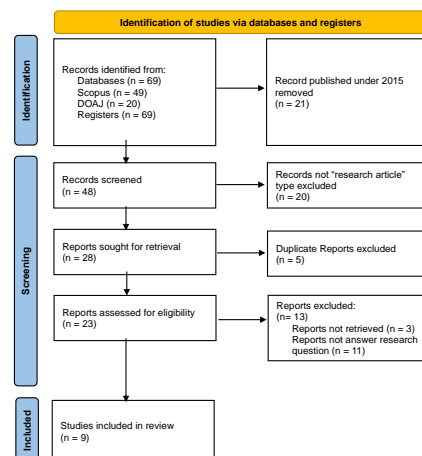 Identification of studies via databases and registers
Identification
Records identified from:
Databases (n = 69)
Scopus (n = 49)
DOAJ (n = 20)
Registers (n = 69)
Record published under 2015
removed
(n = 21)
Screening
Records screened
(n = 48)
Records not "research article"
type excluded
(n = 20)
Reports sought for retrieval
(n = 28)
Duplicate Reports excluded
(n = 5)
Reports assessed for eligibility
(n = 23)
Reports excluded:
(n= 13)
Reports not retrieved (n = 3)
Reports not answer research
question (n = 11)
Included
Studies included in review
(n = 9)